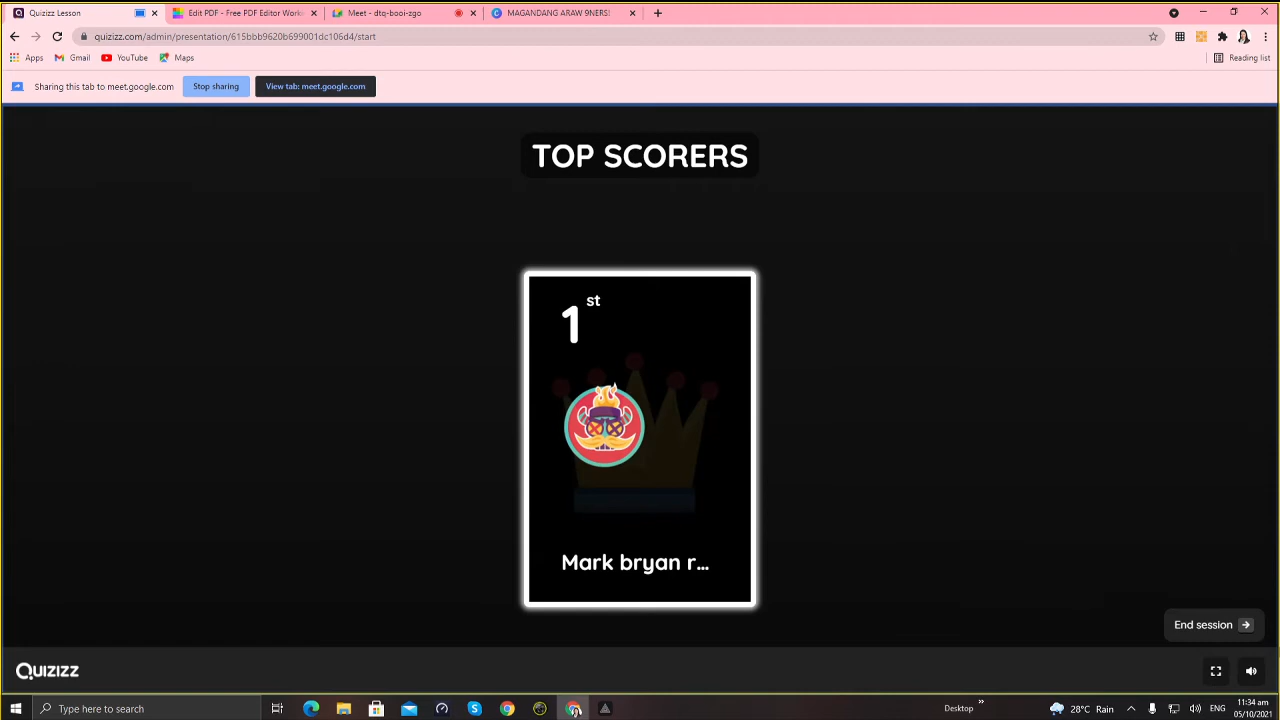 Quizizz Lesson
Edit PDF - Free PDF Editor Work
Meet - dtq-booi-zgo
MAGANDANG ARAW 9NERS!
quizizz.com/admin/presentation/615bbb9620b699001dc106d4/start
Apps
Gmail
YouTube
Maps
Reading list
Sharing this tab to meet.google.com
Stop sharing
View tab: meet.google.com
TOP SCORERS
1st
Mark bryan r...
End session
Quizizz
Type here to search
Desktop
28°C Rain
ENG
11:34 am
05/10/2021